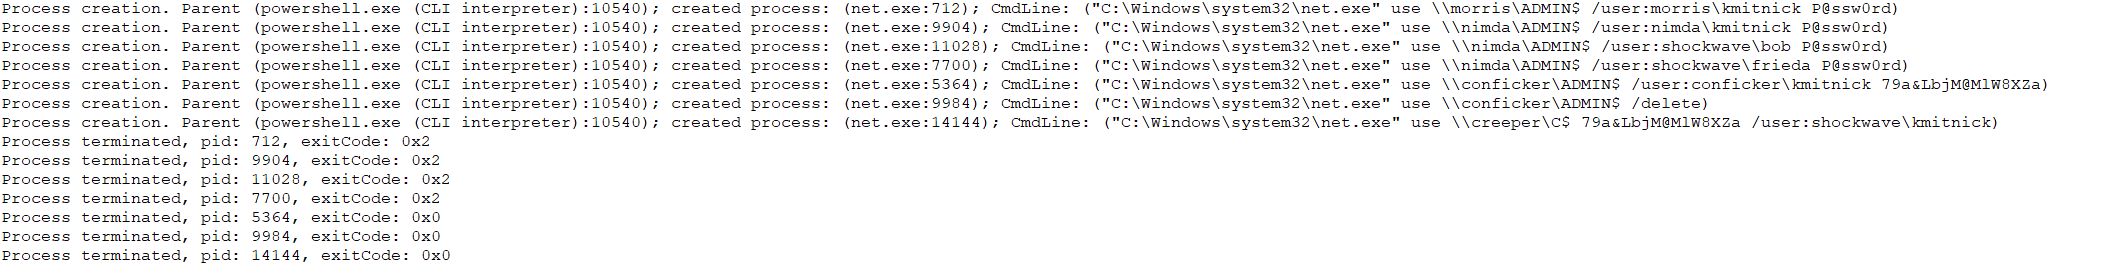 Process creation. Parent (powershell.exe (CLI interpreter):10540); created process: (net.exe:712); CmdLine: ("C:\Windows\system32\net.exe" use \\morris\ADMIN$ /user:morris\kmitnick P@ssw0rd)
Process creation. Parent (powershell.exe (CLI interpreter):10540); created process: (net.exe:9904); CmdLine: ("C:\Windows\system32\net.exe" use \\nimda\ADMIN$ /user:nimda\kmitnick P@ssw0rd)
Process creation. Parent (powershell.exe (CLI interpreter):10540); created process: (net.exe:11028); CmdLine: ("C:\Windows\system32\net.exe" use \\nimda\ADMIN$ /user:shockwave\bob P@ssw0rd)
Process creation. Parent (powershell.exe (CLI interpreter):10540); created process: (net.exe:7700); CmdLine: ("C:\Windows\system32\net.exe" use \\nimda\ADMIN$ /user:shockwave\frieda P@ssw0rd)
Process creation. Parent (powershell.exe (CLI interpreter):10540); created process: (net.exe:5364); CmdLine: ("C:\Windows\system32\net.exe" use \\conficker\ADMIN$ /user:conficker\kmitnick 79a&LbjM@MlW8XZa)
Process creation. Parent (powershell.exe (CLI interpreter):10540); created process: (net.exe:9984); CmdLine: ("C:\Windows\system32\net.exe" use \\conficker\ADMIN$ /delete)
Process creation. Parent (powershell.exe (CLI interpreter):10540); created process: (net.exe:14144); CmdLine: ("C:\Windows\system32\net.exe" use \\creeper\C$ 79a&LbjM@MlW8XZa /user:shockwave\kmitnick)
Process terminated, pid: 712, exitCode: 0x2
Process terminated, pid: 9904, exitCode: 0x2
Process terminated, pid: 11028, exitCode: 0x2
Process terminated, pid: 7700, exitCode: 0x2
Process terminated, pid: 5364, exitCode: 0x0
Process terminated, pid: 9984, exitCode: 0x0
Process terminated, pid: 14144, exitCode: 0x0